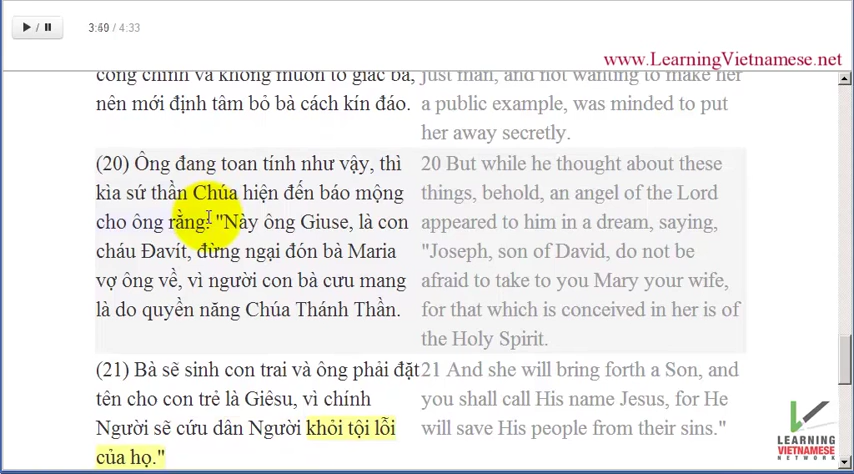 3:49 / 4:33
www.LearningVietnamese.net
công chính và không muốn tố giác bà,
nên mới định tâm bỏ bà cách kín đáo.
just man, and not wanting to make her
a public example, was minded to put
her away secretly.
(20) Ông đang toan tính như vậy, thì
kìa sứ thần Chúa hiện đến báo mộng
cho ông rằng: "Này ông Giuse, là con
cháu Đavít, đừng ngại đón bà Maria
vợ ông về, vì người con bà cưu mang
là do quyền năng Chúa Thánh Thần.
20 But while he thought about these
things, behold, an angel of the Lord
appeared to him in a dream, saying,
"Joseph, son of David, do not be
afraid to take to you Mary your wife,
for that which is conceived in her is of
the Holy Spirit.
(21) Bà sẽ sinh con trai và ông phải đặt
tên cho con trẻ là Giêsu, vì chính
Người sẽ cứu dân Người khỏi tội lỗi
của họ."
21 And she will bring forth a Son, and
you shall call His name Jesus, for He
will save His people from their sins."
LEARNING
VIETNAMESE
NETWORK